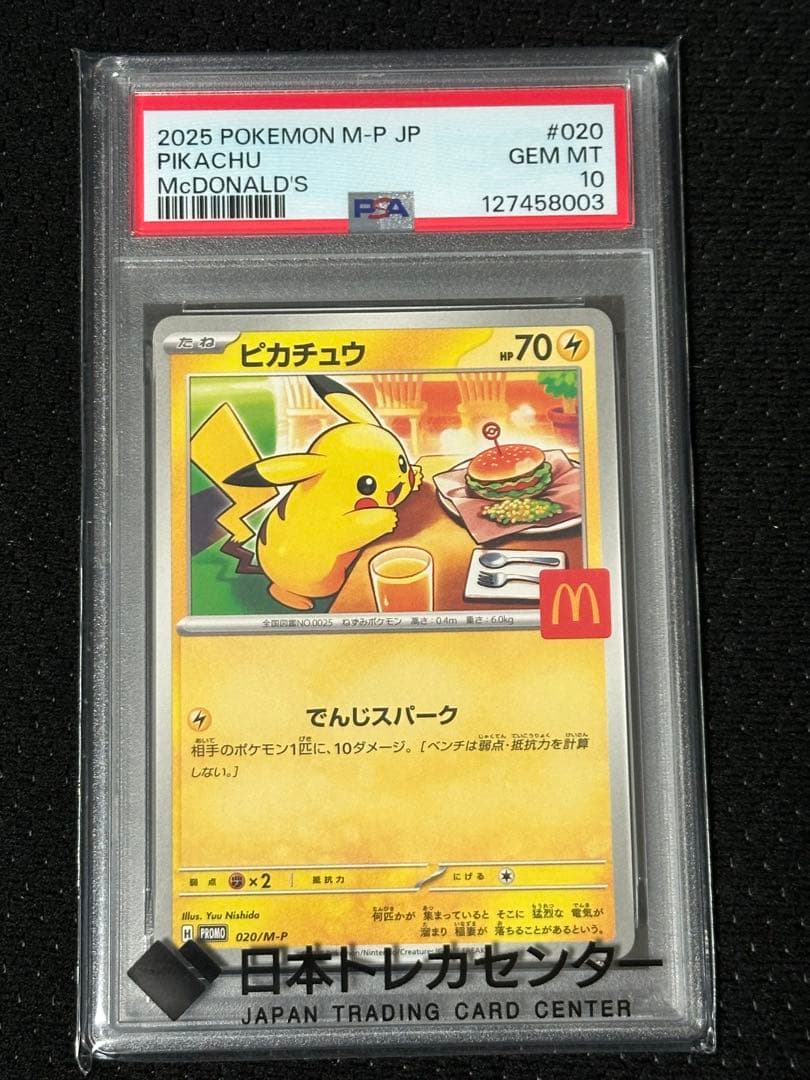 2025 POKEMON M-P JP #020
PIKACHU GEM MT
McDONALD'S 10
PSA 127458003
たね ピカチュウ HP 70
全国図鑑NO.0025 ねずみポケモン 高さ:0.4m 重さ:6.0kg
でんじスパーク
相手のポケモン1匹に、10ダメージ。[ベンチは弱点・抵抗力を計算
しない。]
弱点 ×2 抵抗力 にげる
Illus. Yuu Nishida
何匹かが 集まっていると そこに 猛烈な 電気が
溜まり 稲妻が 落ちることがあるという。
H PROMO 020/M-P
日本トレカセンター
JAPAN TRADING CARD CENTER